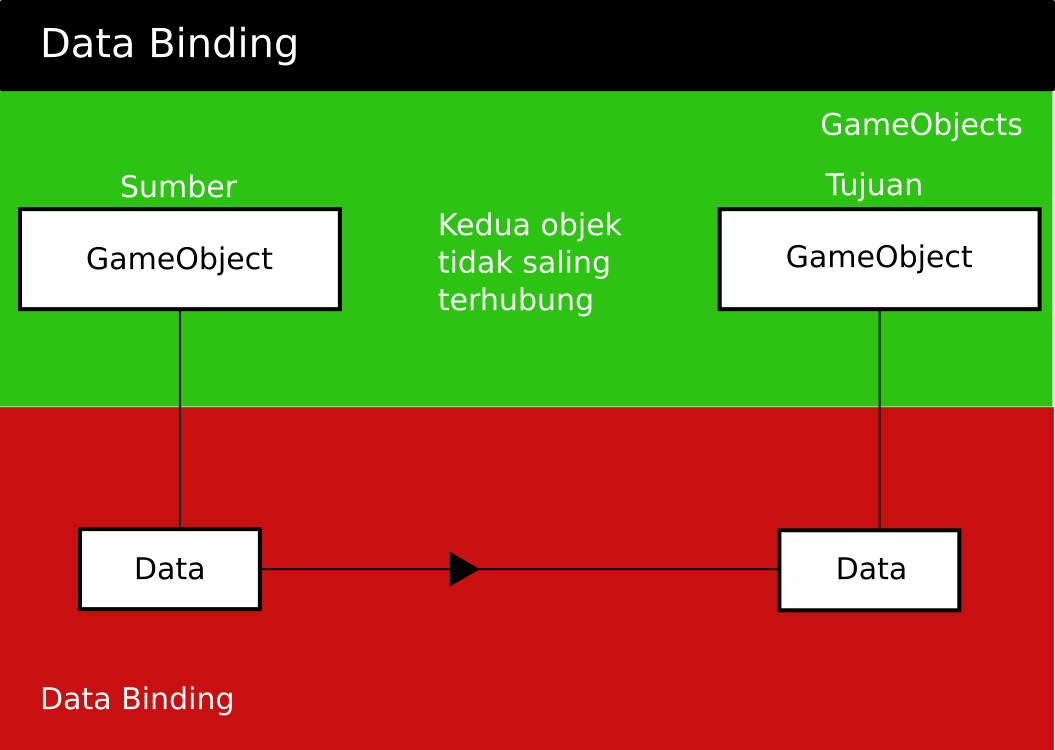 Data Binding
GameObjects
Sumber
Tujuan
GameObject
Kedua objek
tidak saling
terhubung
GameObject
Data
Data
Data Binding